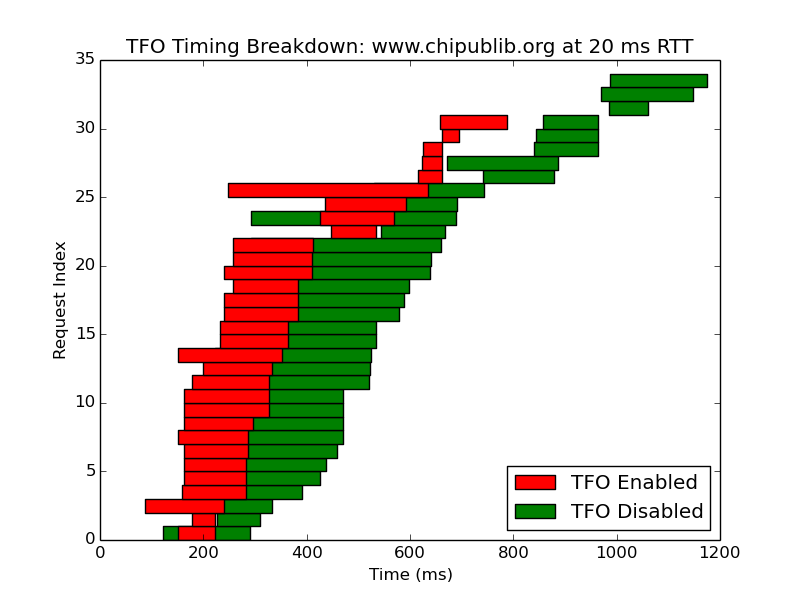 TFO Timing Breakdown: www.chipublib.org at 20 ms RTT
35
30
25
20
15
10
5
0
Request Index
TFO Enabled
TFO Disabled
0 200 400 600 800 1000 1200
Time (ms)